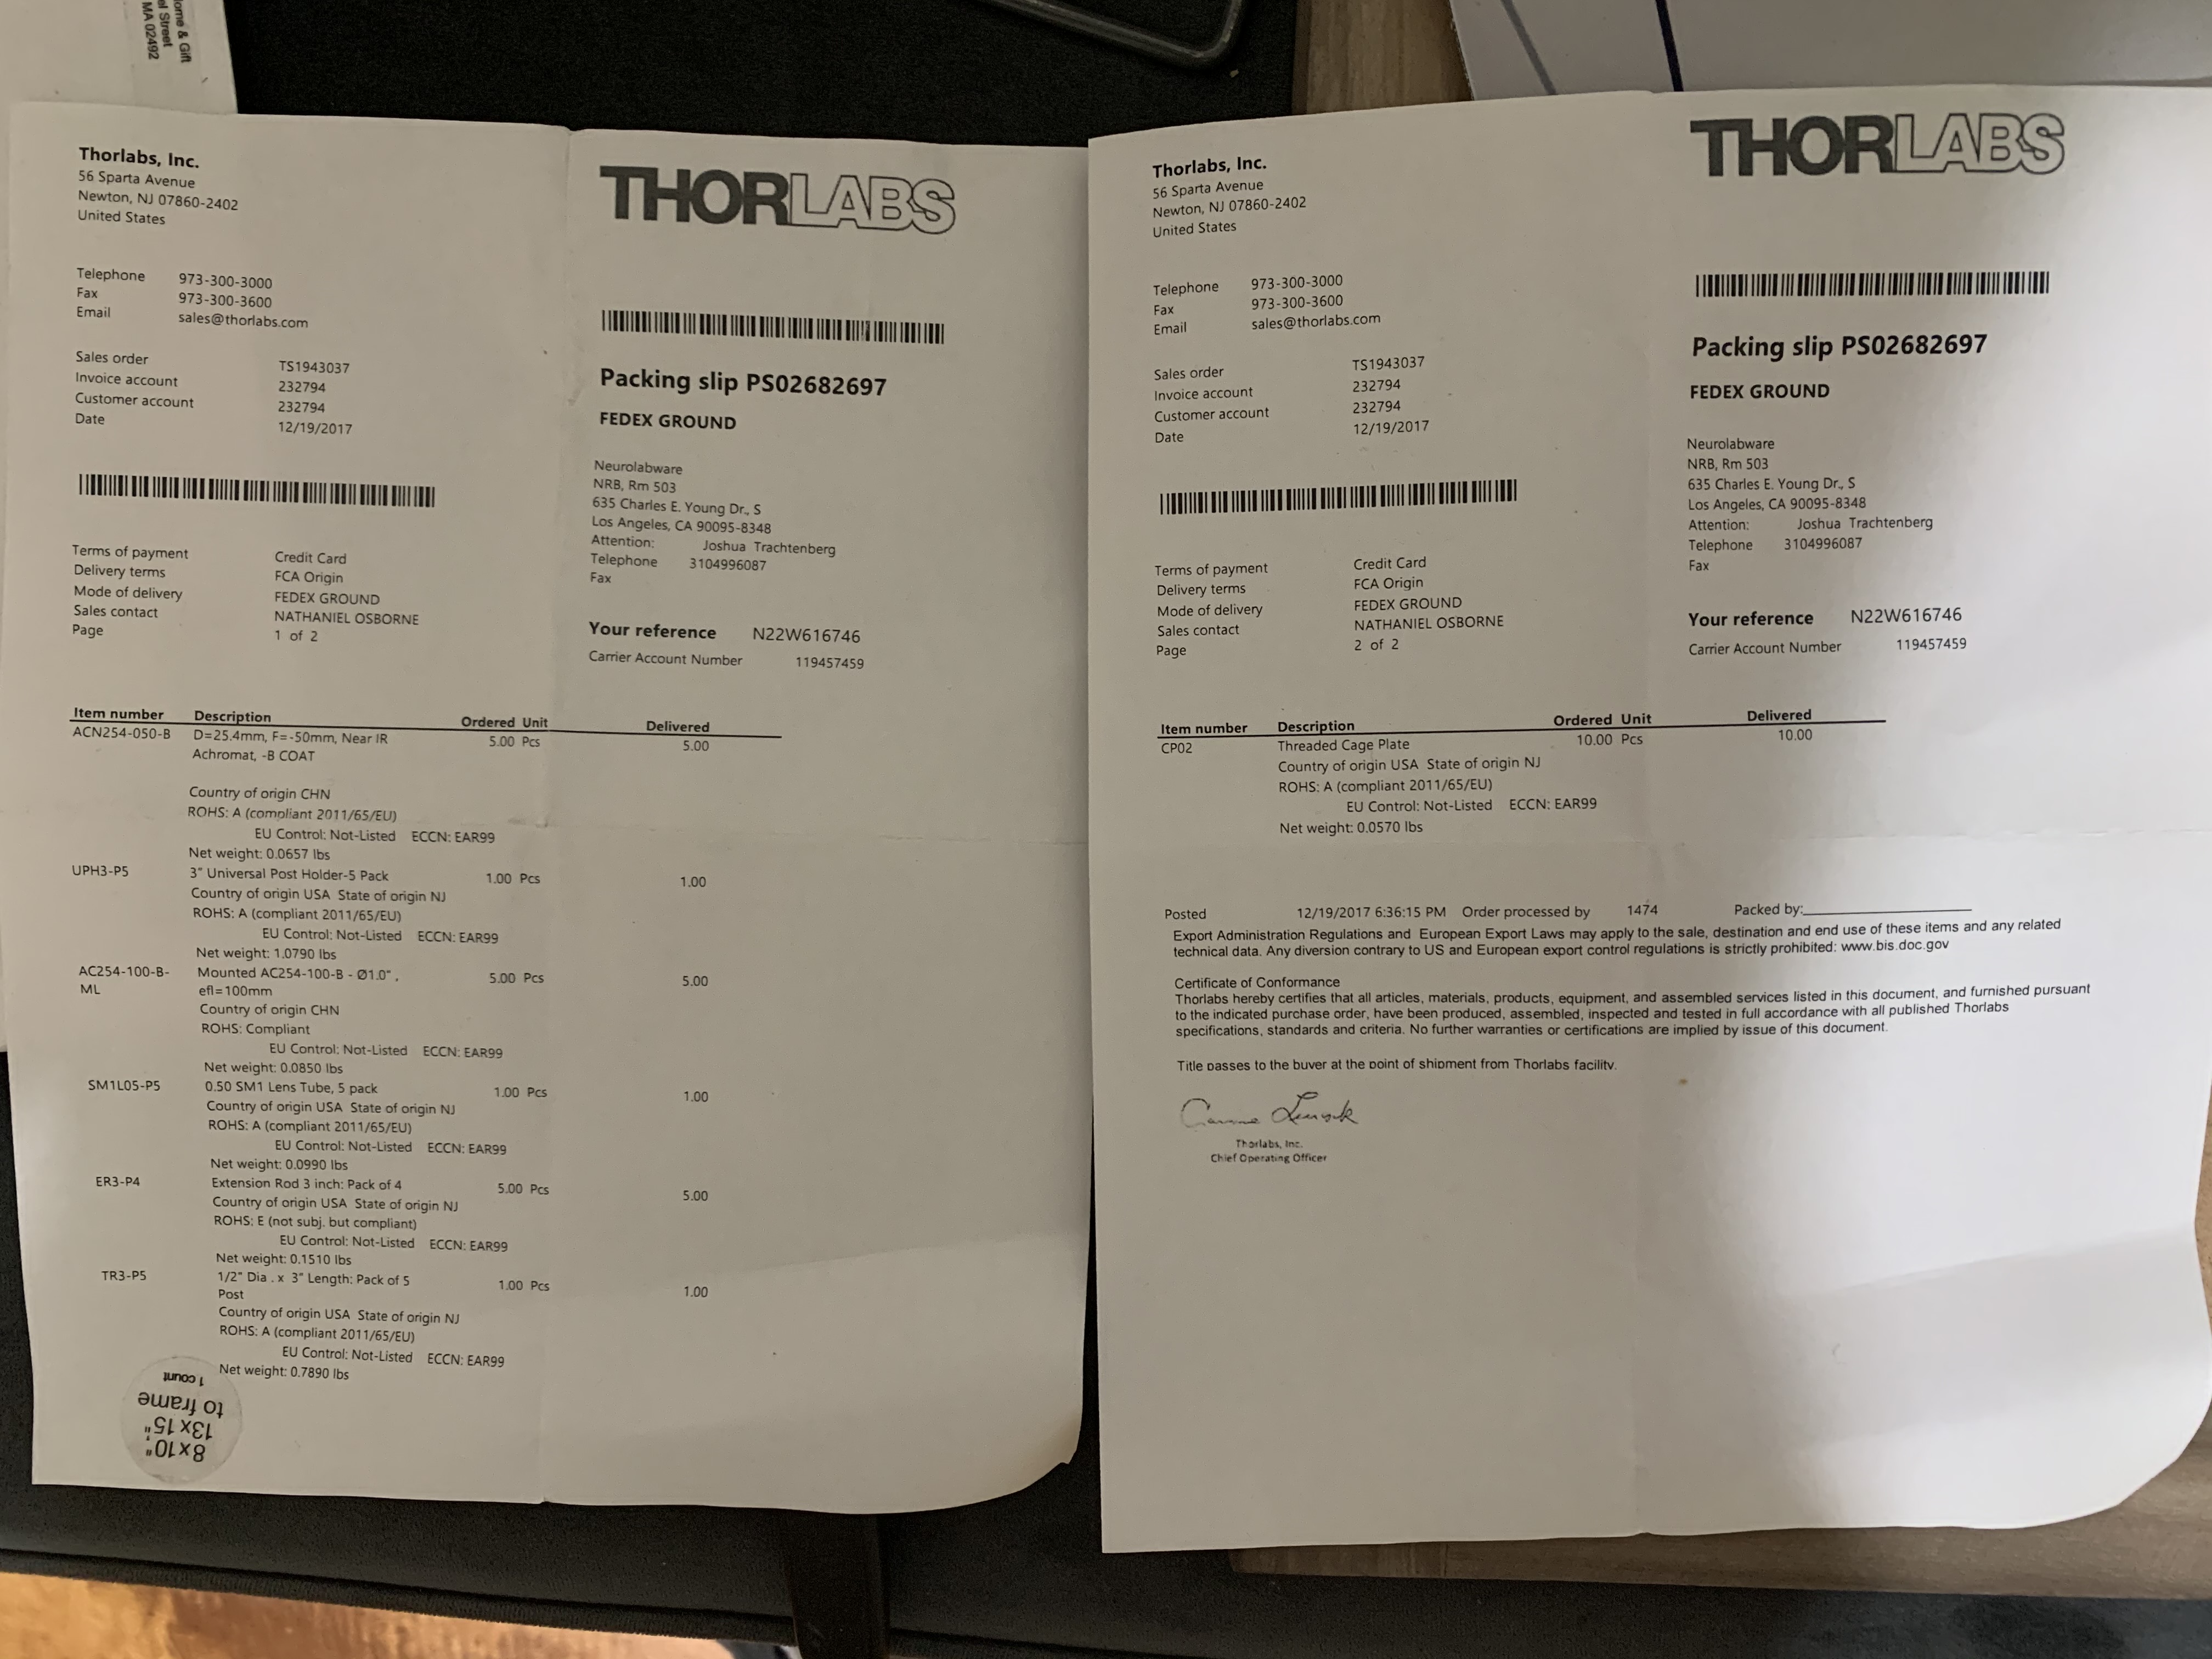 Thorlabs, Inc.
56 Sparta Avenue
Newton, NJ 07860-2402
United States
Telephone 973-300-3000
Fax 973-300-3600
Email sales@thorlabs.com
Sales order TS1943037
Invoice account 232794
Customer account 232794
Date 12/19/2017
Terms of payment Credit Card
Delivery terms FCA Origin
Mode of delivery FEDEX GROUND
Sales contact NATHANIEL OSBORNE
Page 1 of 2
THORLABS
Packing slip PS02682697
FEDEX GROUND
Neurolabware
NRB, Rm 503
635 Charles E. Young Dr., S
Los Angeles, CA 90095-8348
Attention: Joshua Trachtenberg
Telephone 3104996087
Fax
Your reference N22W616746
Carrier Account Number 119457459
Item number Description Ordered Unit Delivered
ACN254-050-B D=25.4mm, F=-50mm, Near IR 5.00 Pcs 5.00
Achromat, -B COAT
Country of origin CHN
ROHS: A (compliant 2011/65/EU)
EU Control: Not-Listed ECCN: EAR99
Net weight: 0.0657 lbs
UPH3-P5 3" Universal Post Holder-5 Pack 1.00 Pcs 1.00
Country of origin USA State of origin NJ
ROHS: A (compliant 2011/65/EU)
EU Control: Not-Listed ECCN: EAR99
Net weight: 1.0790 lbs
AC254-100-B- Mounted AC254-100-B - Ø1.0" , 5.00 Pcs 5.00
ML efl=100mm
Country of origin CHN
ROHS: Compliant
EU Control: Not-Listed ECCN: EAR99
Net weight: 0.0850 lbs
SM1L05-P5 0.50 SM1 Lens Tube, 5 pack 1.00 Pcs 1.00
Country of origin USA State of origin NJ
ROHS: A (compliant 2011/65/EU)
EU Control: Not-Listed ECCN: EAR99
Net weight: 0.0990 lbs
ER3-P4 Extension Rod 3 inch: Pack of 4 5.00 Pcs 5.00
Country of origin USA State of origin NJ
ROHS: E (not subj. but compliant)
EU Control: Not-Listed ECCN: EAR99
Net weight: 0.1510 lbs
TR3-P5 1/2" Dia . x 3" Length: Pack of 5 1.00 Pcs 1.00
Post
Country of origin USA State of origin NJ
ROHS: A (compliant 2011/65/EU)
EU Control: Not-Listed ECCN: EAR99
Net weight: 0.7890 lbs
to frame
13x15"
8x10"
Thorlabs, Inc.
56 Sparta Avenue
Newton, NJ 07860-2402
United States
Telephone 973-300-3000
Fax 973-300-3600
Email sales@thorlabs.com
Sales order TS1943037
Invoice account 232794
Customer account 232794
Date 12/19/2017
Terms of payment Credit Card
Delivery terms FCA Origin
Mode of delivery FEDEX GROUND
Sales contact NATHANIEL OSBORNE
Page 2 of 2
THORLABS
Packing slip PS02682697
FEDEX GROUND
Neurolabware
NRB, Rm 503
635 Charles E. Young Dr., S
Los Angeles, CA 90095-8348
Attention: Joshua Trachtenberg
Telephone 3104996087
Fax
Your reference N22W616746
Carrier Account Number 119457459
Item number Description Ordered Unit Delivered
CP02 Threaded Cage Plate 10.00 Pcs 10.00
Country of origin USA State of origin NJ
ROHS: A (compliant 2011/65/EU)
EU Control: Not-Listed ECCN: EAR99
Net weight: 0.0570 lbs
Posted 12/19/2017 6:36:15 PM Order processed by 1474 Packed by:
Export Administration Regulations and European Export Laws may apply to the sale, destination and end use of these items and any related
technical data. Any diversion contrary to US and European export control regulations is strictly prohibited: www.bis.doc.gov
Certificate of Conformance
Thorlabs hereby certifies that all articles, materials, products, equipment, and assembled services listed in this document, and furnished pursuant
to the indicated purchase order, have been produced, assembled, inspected and tested in full accordance with all published Thorlabs
specifications, standards and criteria. No further warranties or certifications are implied by issue of this document.
Title passes to the buyer at the point of shipment from Thorlabs facility.
Thorlabs, Inc.
Chief Operating Officer
MA 02492
Street
& Gift